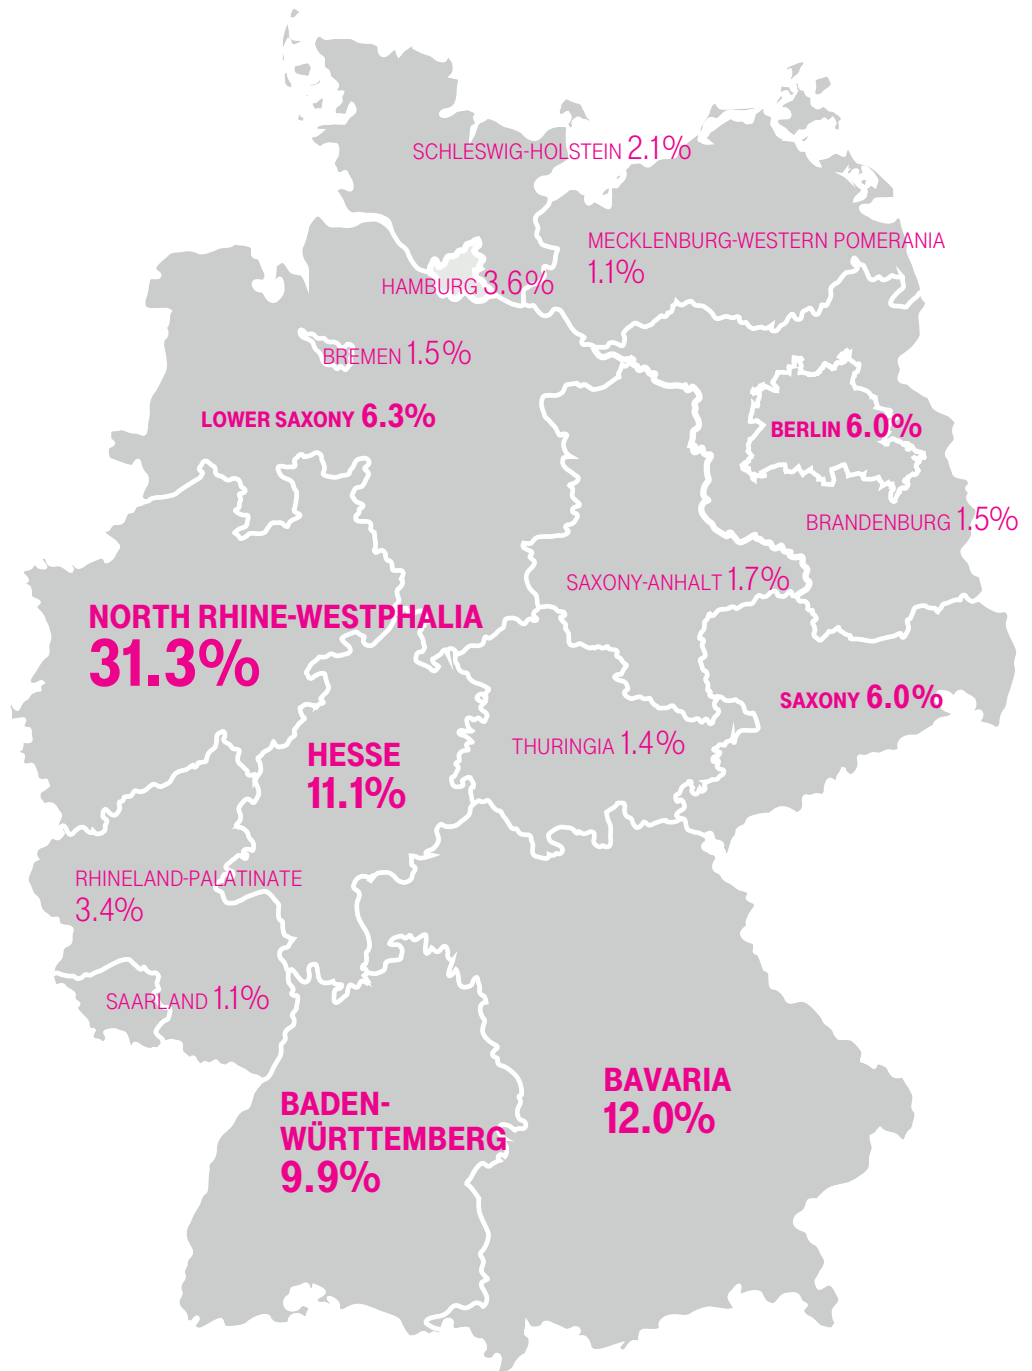 SCHLESWIG-HOLSTEIN 2.1%
MECKLENBURG-WESTERN POMERANIA
1.1%
HAMBURG 3.6%
BREMEN 1.5%
LOWER SAXONY 6.3%
BERLIN 6.0%
BRANDENBURG 1.5%
SAXONY-ANHALT 1.7%
NORTH RHINE-WESTPHALIA
31.3%
SAXONY 6.0%
THURINGIA 1.4%
HESSE
11.1%
RHINELAND-PALATINATE
3.4%
SAARLAND 1.1%
BAVARIA
12.0%
BADEN-
WÜRTTEMBERG
9.9%